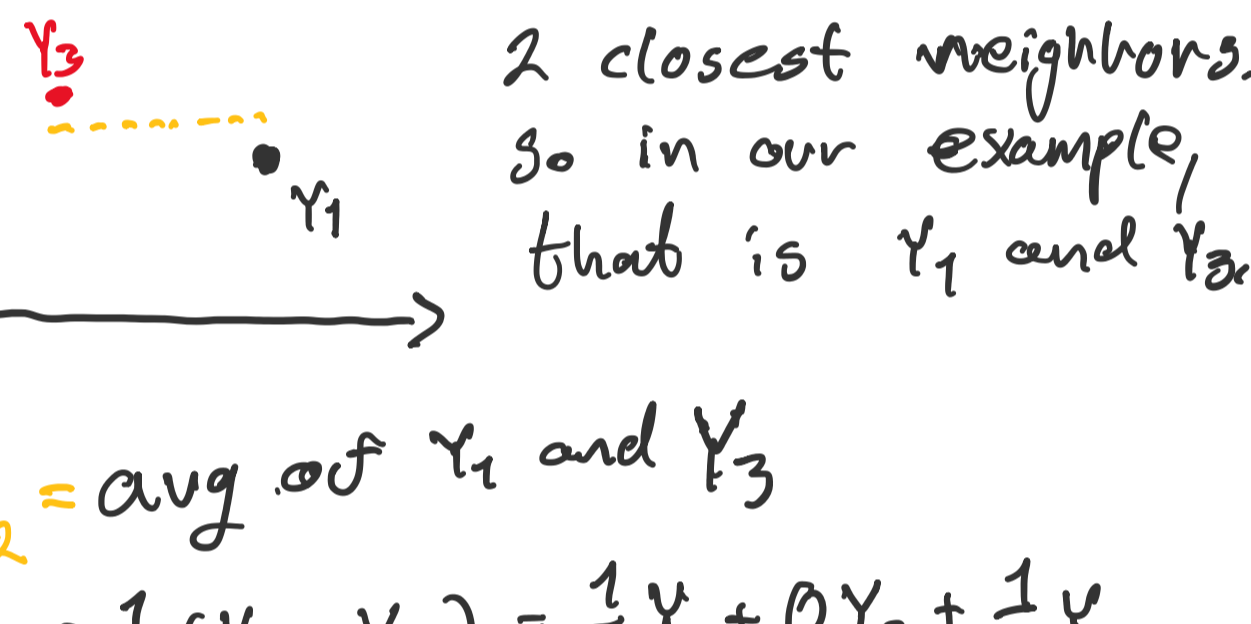 Y3
2 closest neighbors.
So in our example,
Y1
that is Y1 and Y3.
= avg of Y1 and Y3
2